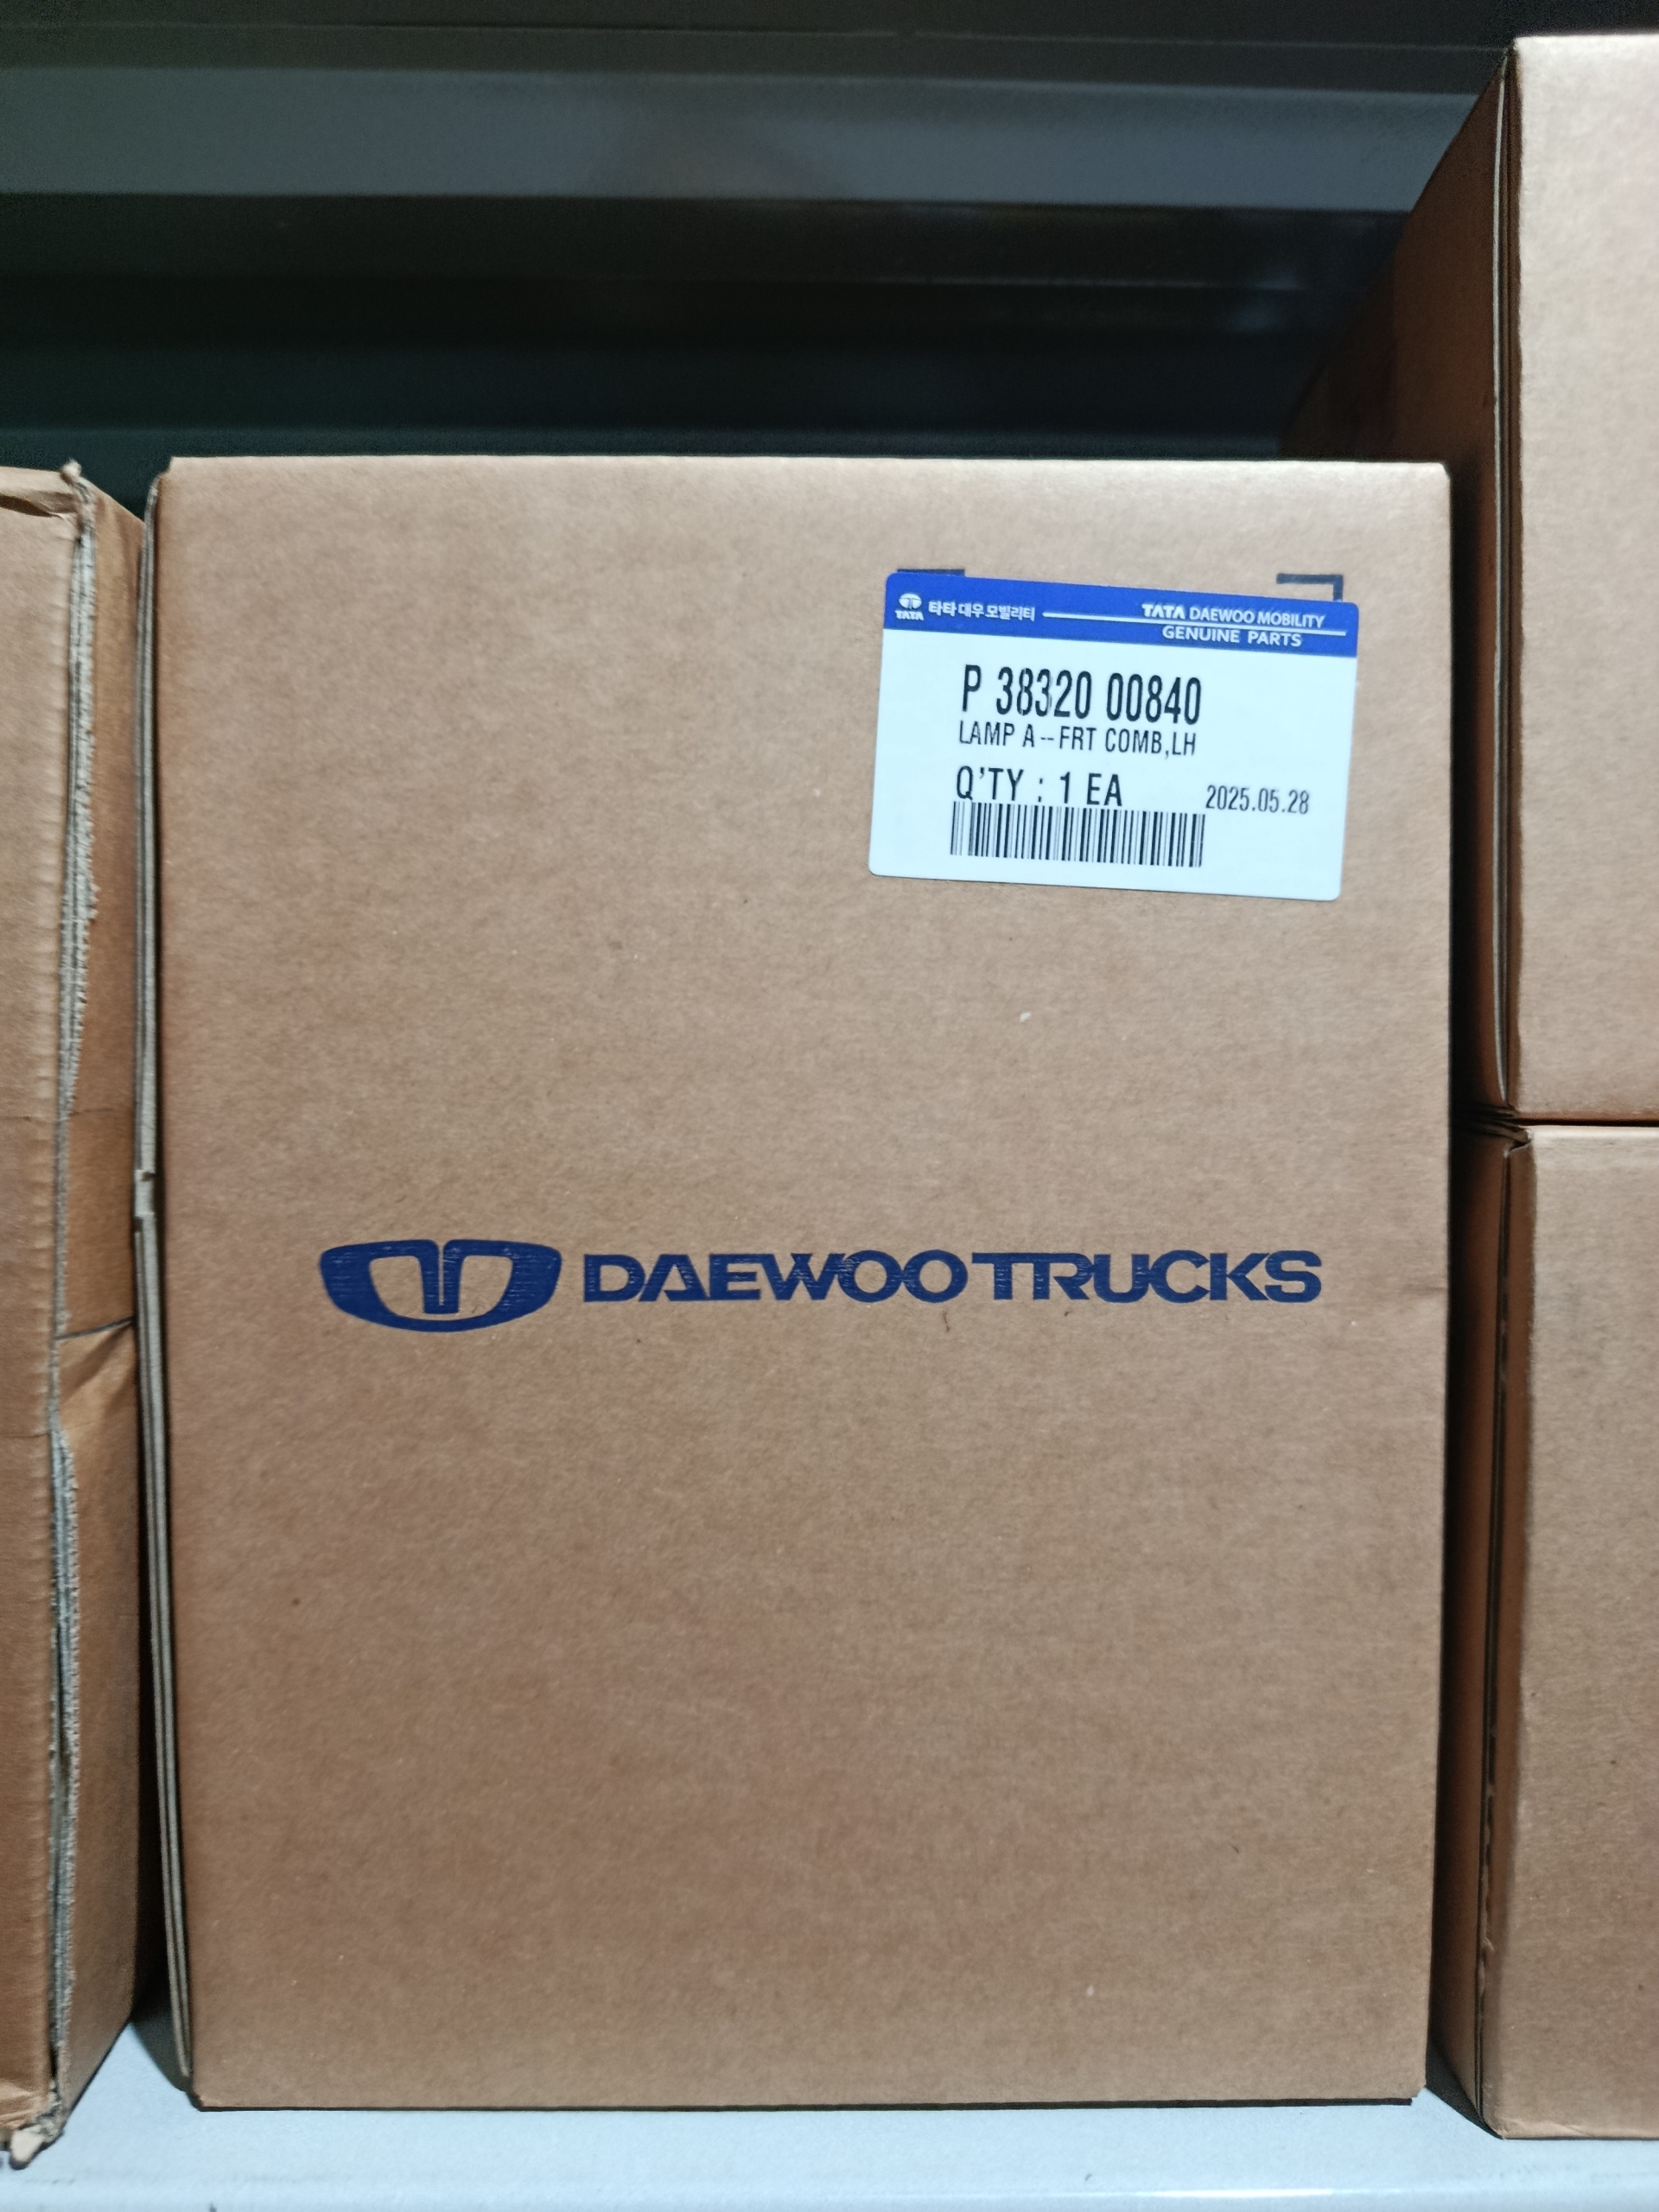 TATA 타타대우모빌리티 TATA DAEWOO MOBILITY
GENUINE PARTS
P 38320 00840
LAMP A--FRT COMB,LH
Q'TY : 1 EA 2025.05.28
DAEWOO TRUCKS